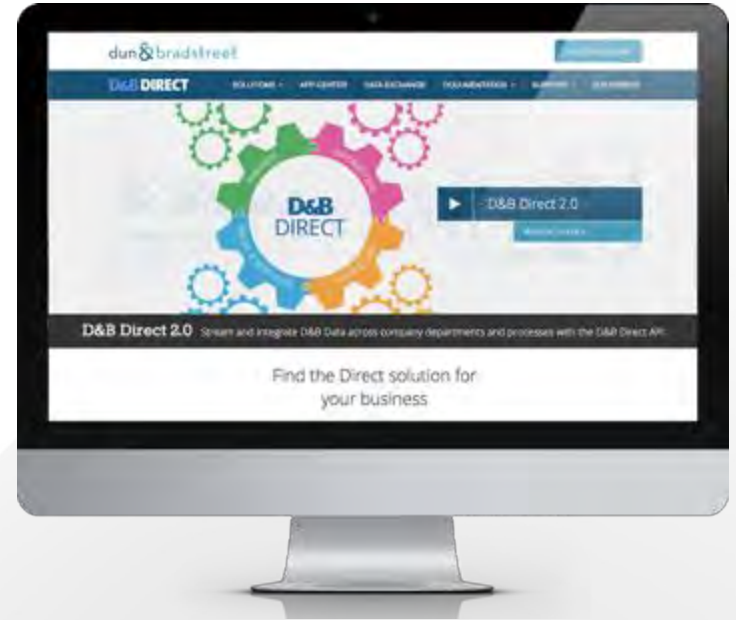 dun & bradstreet
D&B DIRECT SOLUTIONS APP CENTER DATA EXCHANGE DOCUMENTATION SUPPORT
D&B
DIRECT
D&B Direct 2.0
D&B Direct 2.0 Stream and integrate D&B Data across company departments and processes with the D&B Direct API
Find the Direct solution for
your business